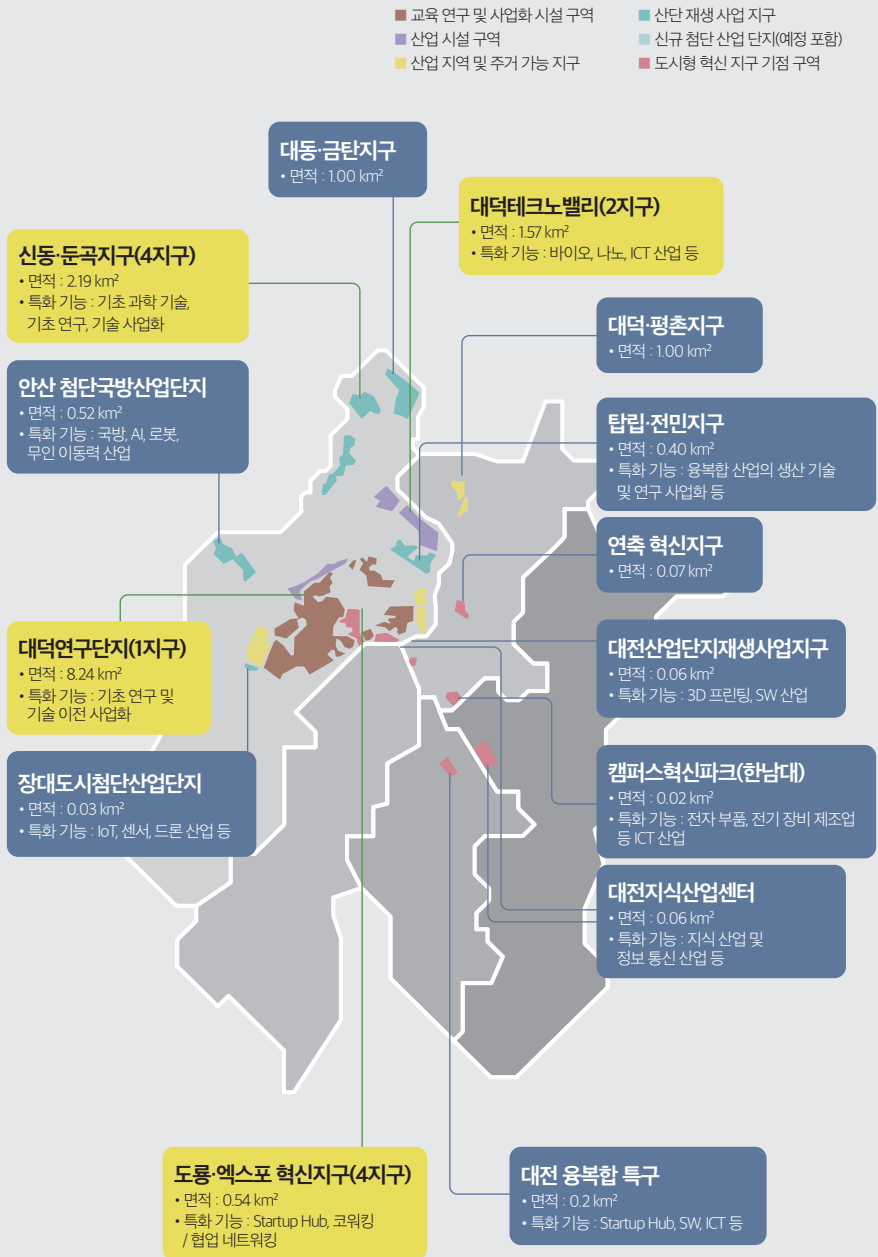 교육 연구 및 사업화 시설 구역
산업 시설 구역
산업 지역 및 주거 가능 지구
산단 재생 사업 지구
신규 첨단 산업 단지(예정 포함)
도시형 혁신 지구 기점 구역
대동·금탄지구
• 면적 : 1.00 km²
대덕테크노밸리(2지구)
• 면적 : 1.57 km²
• 특화 기능 : 바이오, 나노, ICT 산업 등
신동·둔곡지구(4지구)
• 면적 : 2.19 km²
• 특화 기능 : 기초 과학 기술,
기초 연구, 기술 사업화
대덕·평촌지구
• 면적 : 1.00 km²
안산 첨단국방산업단지
• 면적 : 0.52 km²
• 특화 기능 : 국방, AI, 로봇,
무인 이동력 산업
탑립·전민지구
• 면적 : 0.40 km²
• 특화 기능 : 융복합 산업의 생산 기술
및 연구 사업화 등
연축 혁신지구
• 면적 : 0.07 km²
대덕연구단지(1지구)
• 면적 : 8.24 km²
• 특화 기능 : 기초 연구 및
기술 이전 사업화
대전산업단지재생사업지구
• 면적 : 0.06 km²
• 특화 기능 : 3D 프린팅, SW 산업
장대도시첨단산업단지
• 면적 : 0.03 km²
• 특화 기능 : IoT, 센서, 드론 산업 등
캠퍼스혁신파크(한남대)
• 면적 : 0.02 km²
• 특화 기능 : 전자 부품, 전기 장비 제조업
등 ICT 산업
대전지식산업센터
• 면적 : 0.06 km²
• 특화 기능 : 지식 산업 및
정보 통신 산업 등
도룡·엑스포 혁신지구(4지구)
• 면적 : 0.54 km²
• 특화 기능 : Startup Hub, 코워킹
/ 협업 네트워킹
대전 융복합 특구
• 면적 : 0.2 km²
• 특화 기능 : Startup Hub, SW, ICT 등